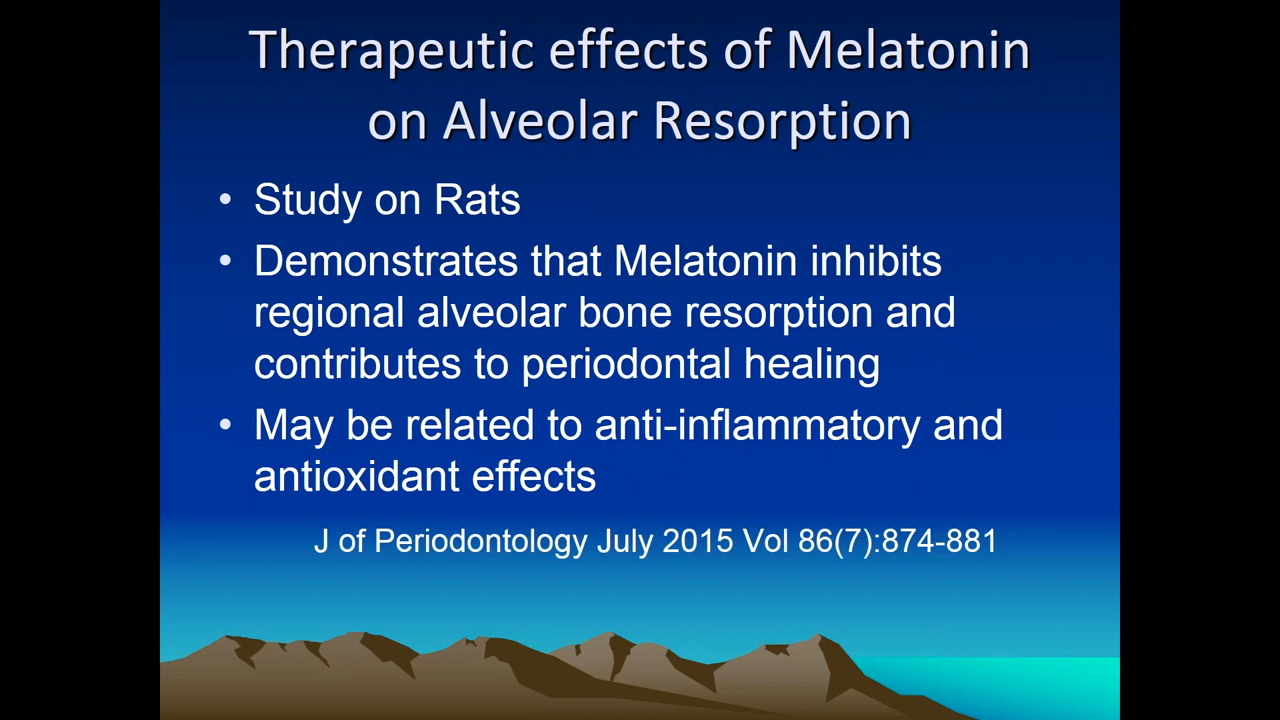 Therapeutic effects of Melatonin
on Alveolar Resorption
• Study on Rats
• Demonstrates that Melatonin inhibits
regional alveolar bone resorption and
contributes to periodontal healing
• May be related to anti-inflammatory and
antioxidant effects
J of Periodontology July 2015 Vol 86(7):874-881